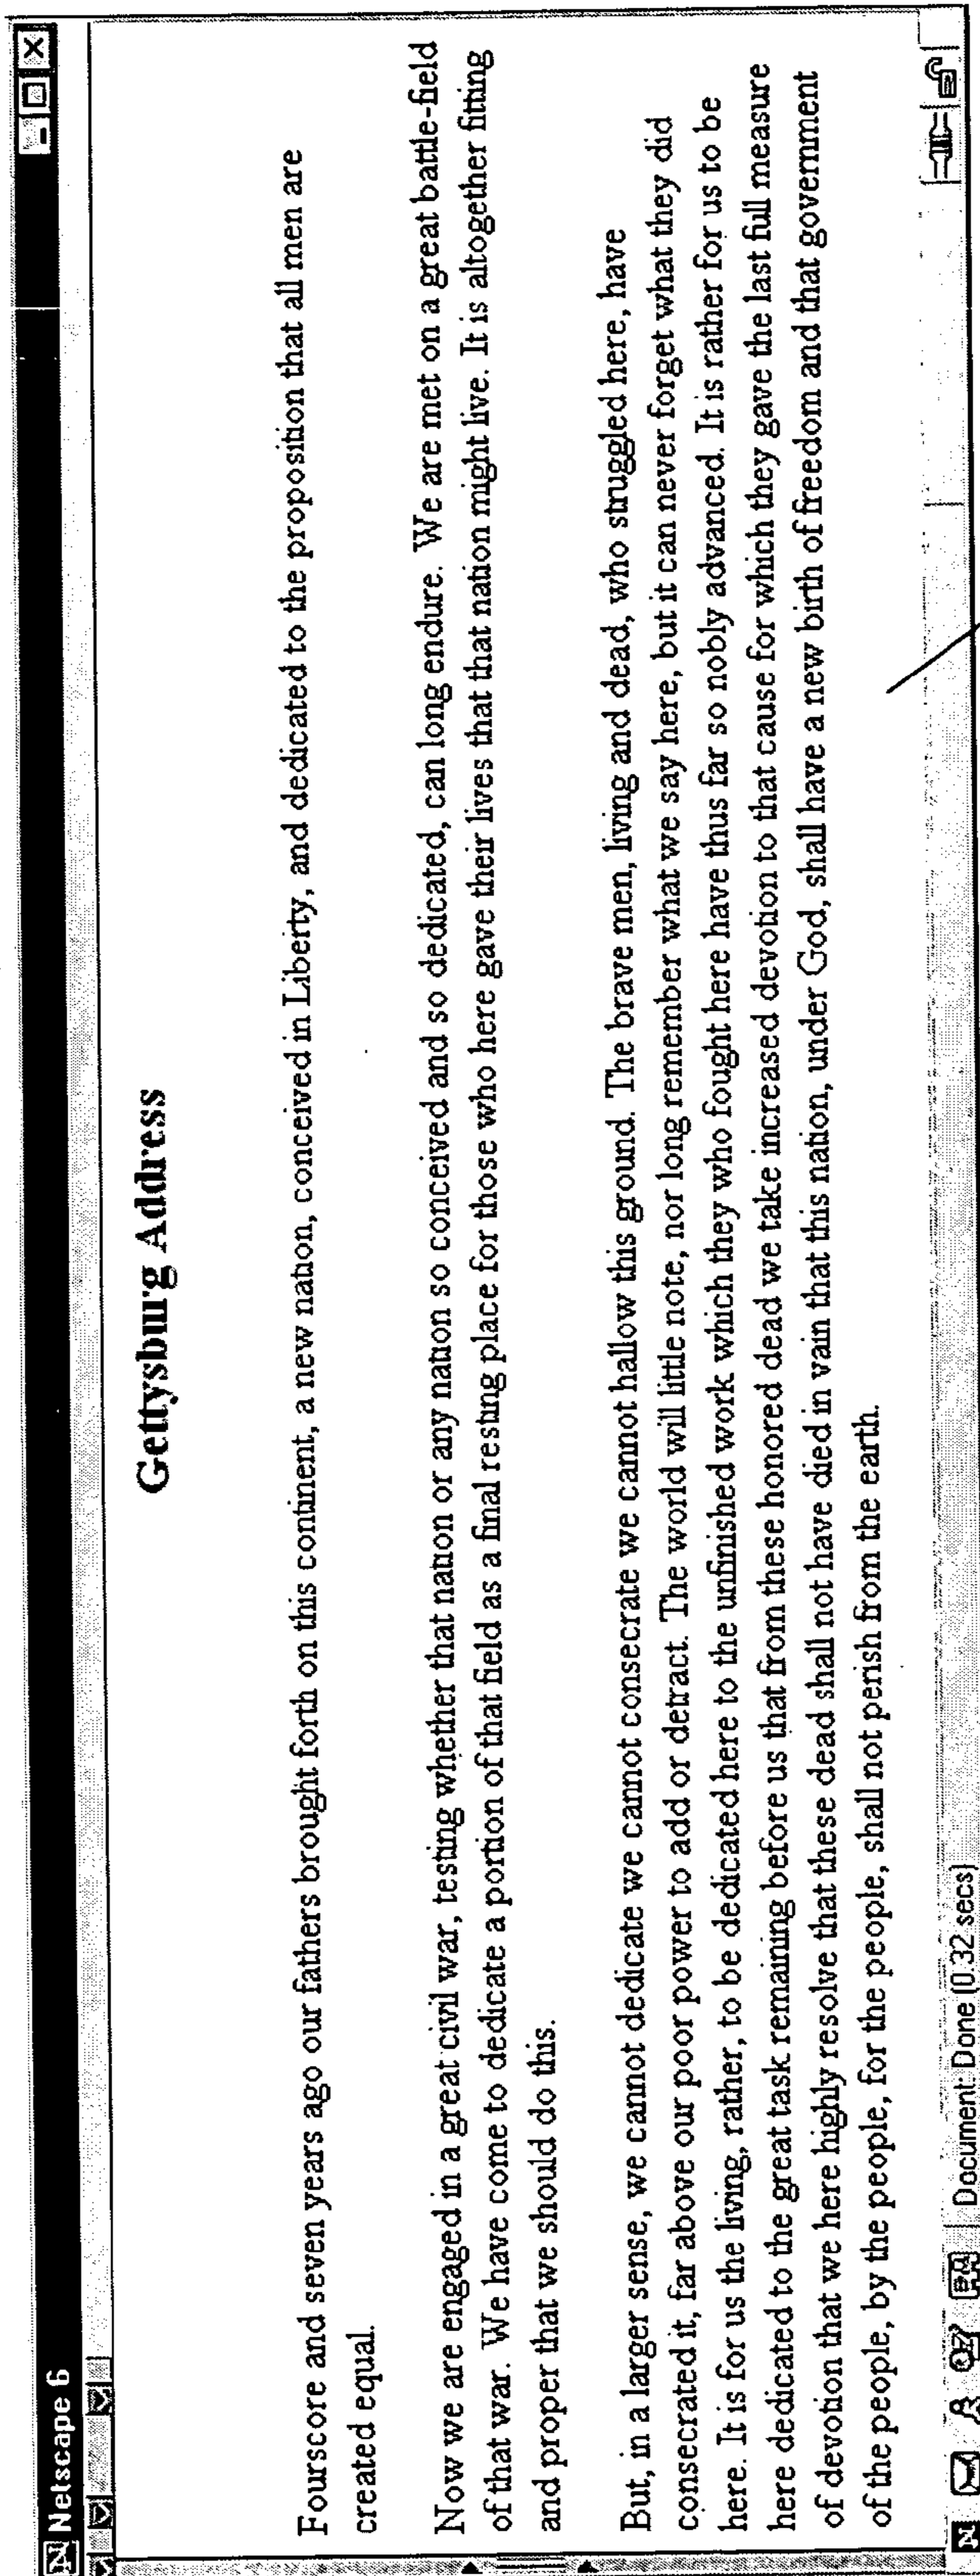 Netscape 6
Gettysburg Address
Fourscore and seven years ago our fathers brought forth on this continent, a new nation, conceived in Liberty, and dedicated to the proposition that all men are
created equal.
Now we are engaged in a great civil war, testing whether that nation or any nation so conceived and so dedicated, can long endure. We are met on a great battle-field
of that war. We have come to dedicate a portion of that field as a final resting place for those who here gave their lives that that nation might live. It is altogether fitting
and proper that we should do this.
But, in a larger sense, we cannot dedicate we cannot consecrate we cannot hallow this ground. The brave men, living and dead, who struggled here, have
consecrated it, far above our poor power to add or detract. The world will little note, nor long remember what we say here, but it can never forget what they did
here. It is for us the living, rather, to be dedicated here to the unfinished work which they who fought here have thus far so nobly advanced. It is rather for us to be
here dedicated to the great task remaining before us that from these honored dead we take increased devotion to that cause for which they gave the last full measure
of devotion that we here highly resolve that these dead shall not have died in vain that this nation, under God, shall have a new birth of freedom and that government
of the people, by the people, for the people, shall not perish from the earth.
Document: Done (0.32 secs)